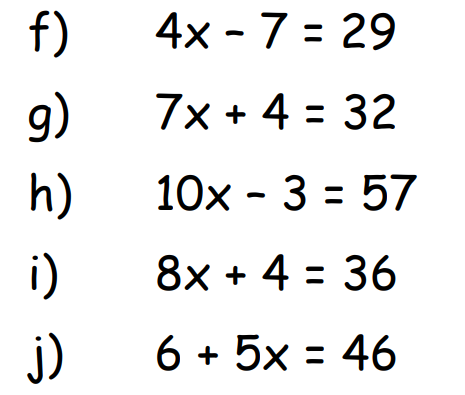 f) 4x - 7 = 29
g) 7x + 4 = 32
h) 10x - 3 = 57
i) 8x + 4 = 36
j) 6 + 5x = 46